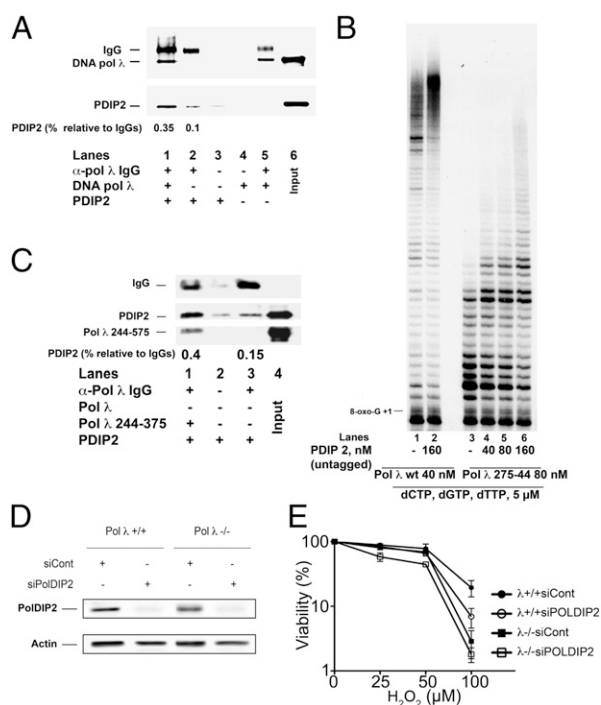 A
IgG
DNA pol λ
PDIP2
PDIP2 (% relative to IgGs)
0.35 0.1
Lanes 1 2 3 4 5 6
α-pol λ IgG + + - - + Input
DNA pol λ + - - + +
PDIP2 + + + - -
B
8-oxo-G +1
Lanes 1 2 3 4 5 6
PDIP 2, nM - 160 - 40 80 160
(untagged)
Pol λ wt 40 nM Pol λ 275-44 80 nM
dCTP, dGTP, dTTP, 5 µM
C
IgG
PDIP2
Pol λ 244-575
PDIP2 (% relative to IgGs)
0.4 0.15
Lanes 1 2 3 4
α-Pol λ IgG + - + Input
Pol λ - - -
Pol λ 244-375 + - -
PDIP2 + + +
D
Pol λ +/+ Pol λ -/-
siCont + +
siPolDIP2 + +
PolDIP2
Actin
E
Viability (%)
100
10
1
0 25 50 100
H₂O₂ (µM)
λ+/+siCont
λ+/+siPOLDIP2
λ-/-siCont
λ-/-siPOLDIP2